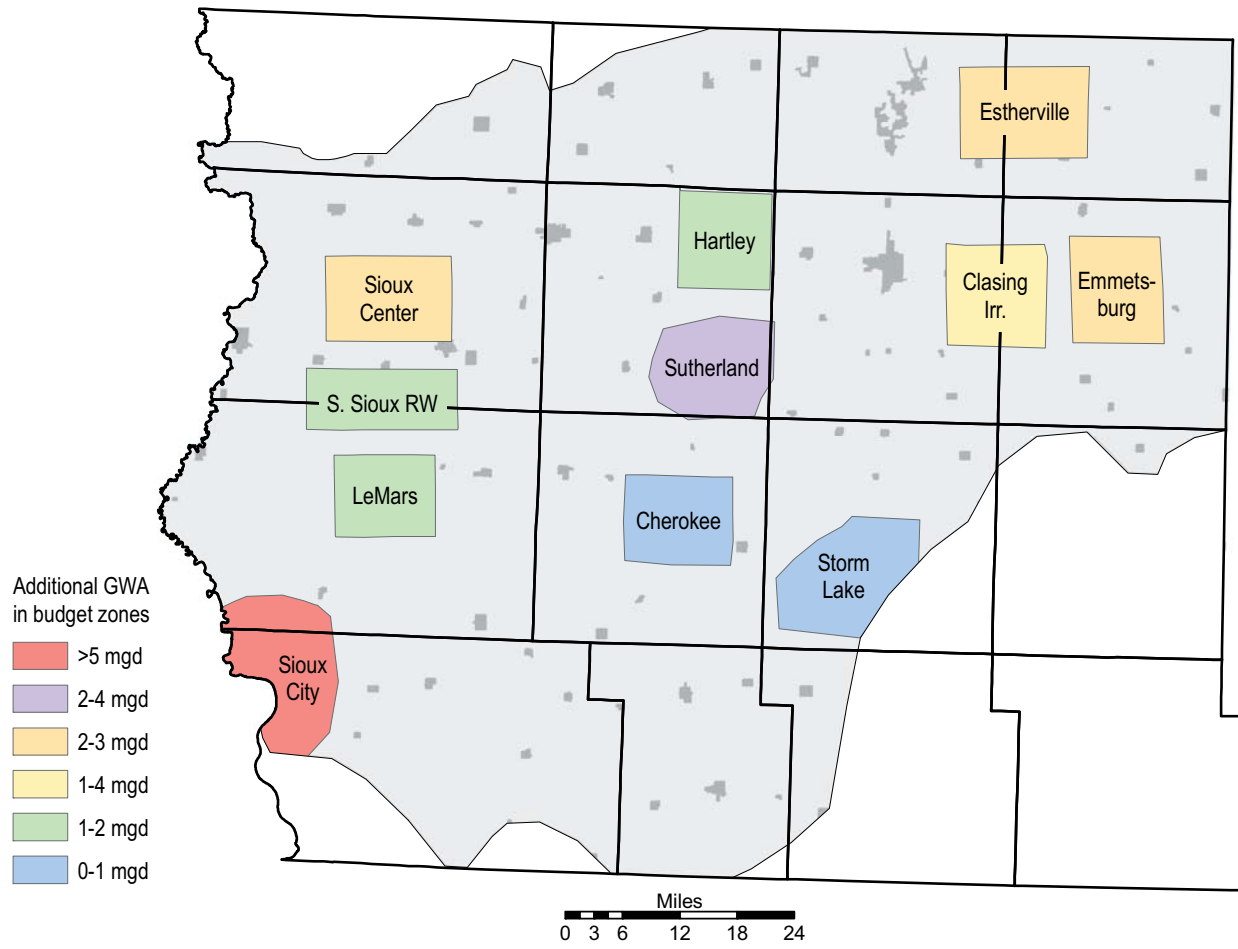 Estherville
Hartley
Sioux
Center
Clasing
Irr.
Emmets-
burg
Sutherland
S. Sioux RW
LeMars
Cherokee
Storm
Lake
Sioux
City
Additional GWA
in budget zones
>5 mgd
2-4 mgd
2-3 mgd
1-4 mgd
1-2 mgd
0-1 mgd
Miles
0 3 6 12 18 24